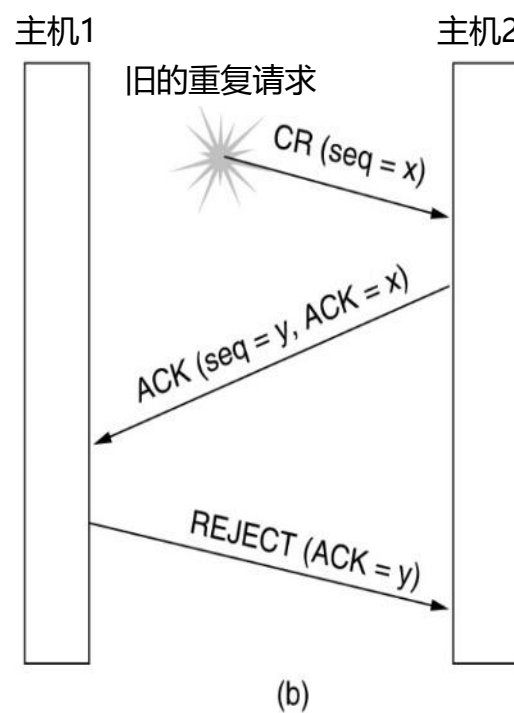 主机1
主机2
旧的重复请求
CR (seq = x)
ACK (seq = y, ACK = x)
REJECT (ACK = y)
(b)